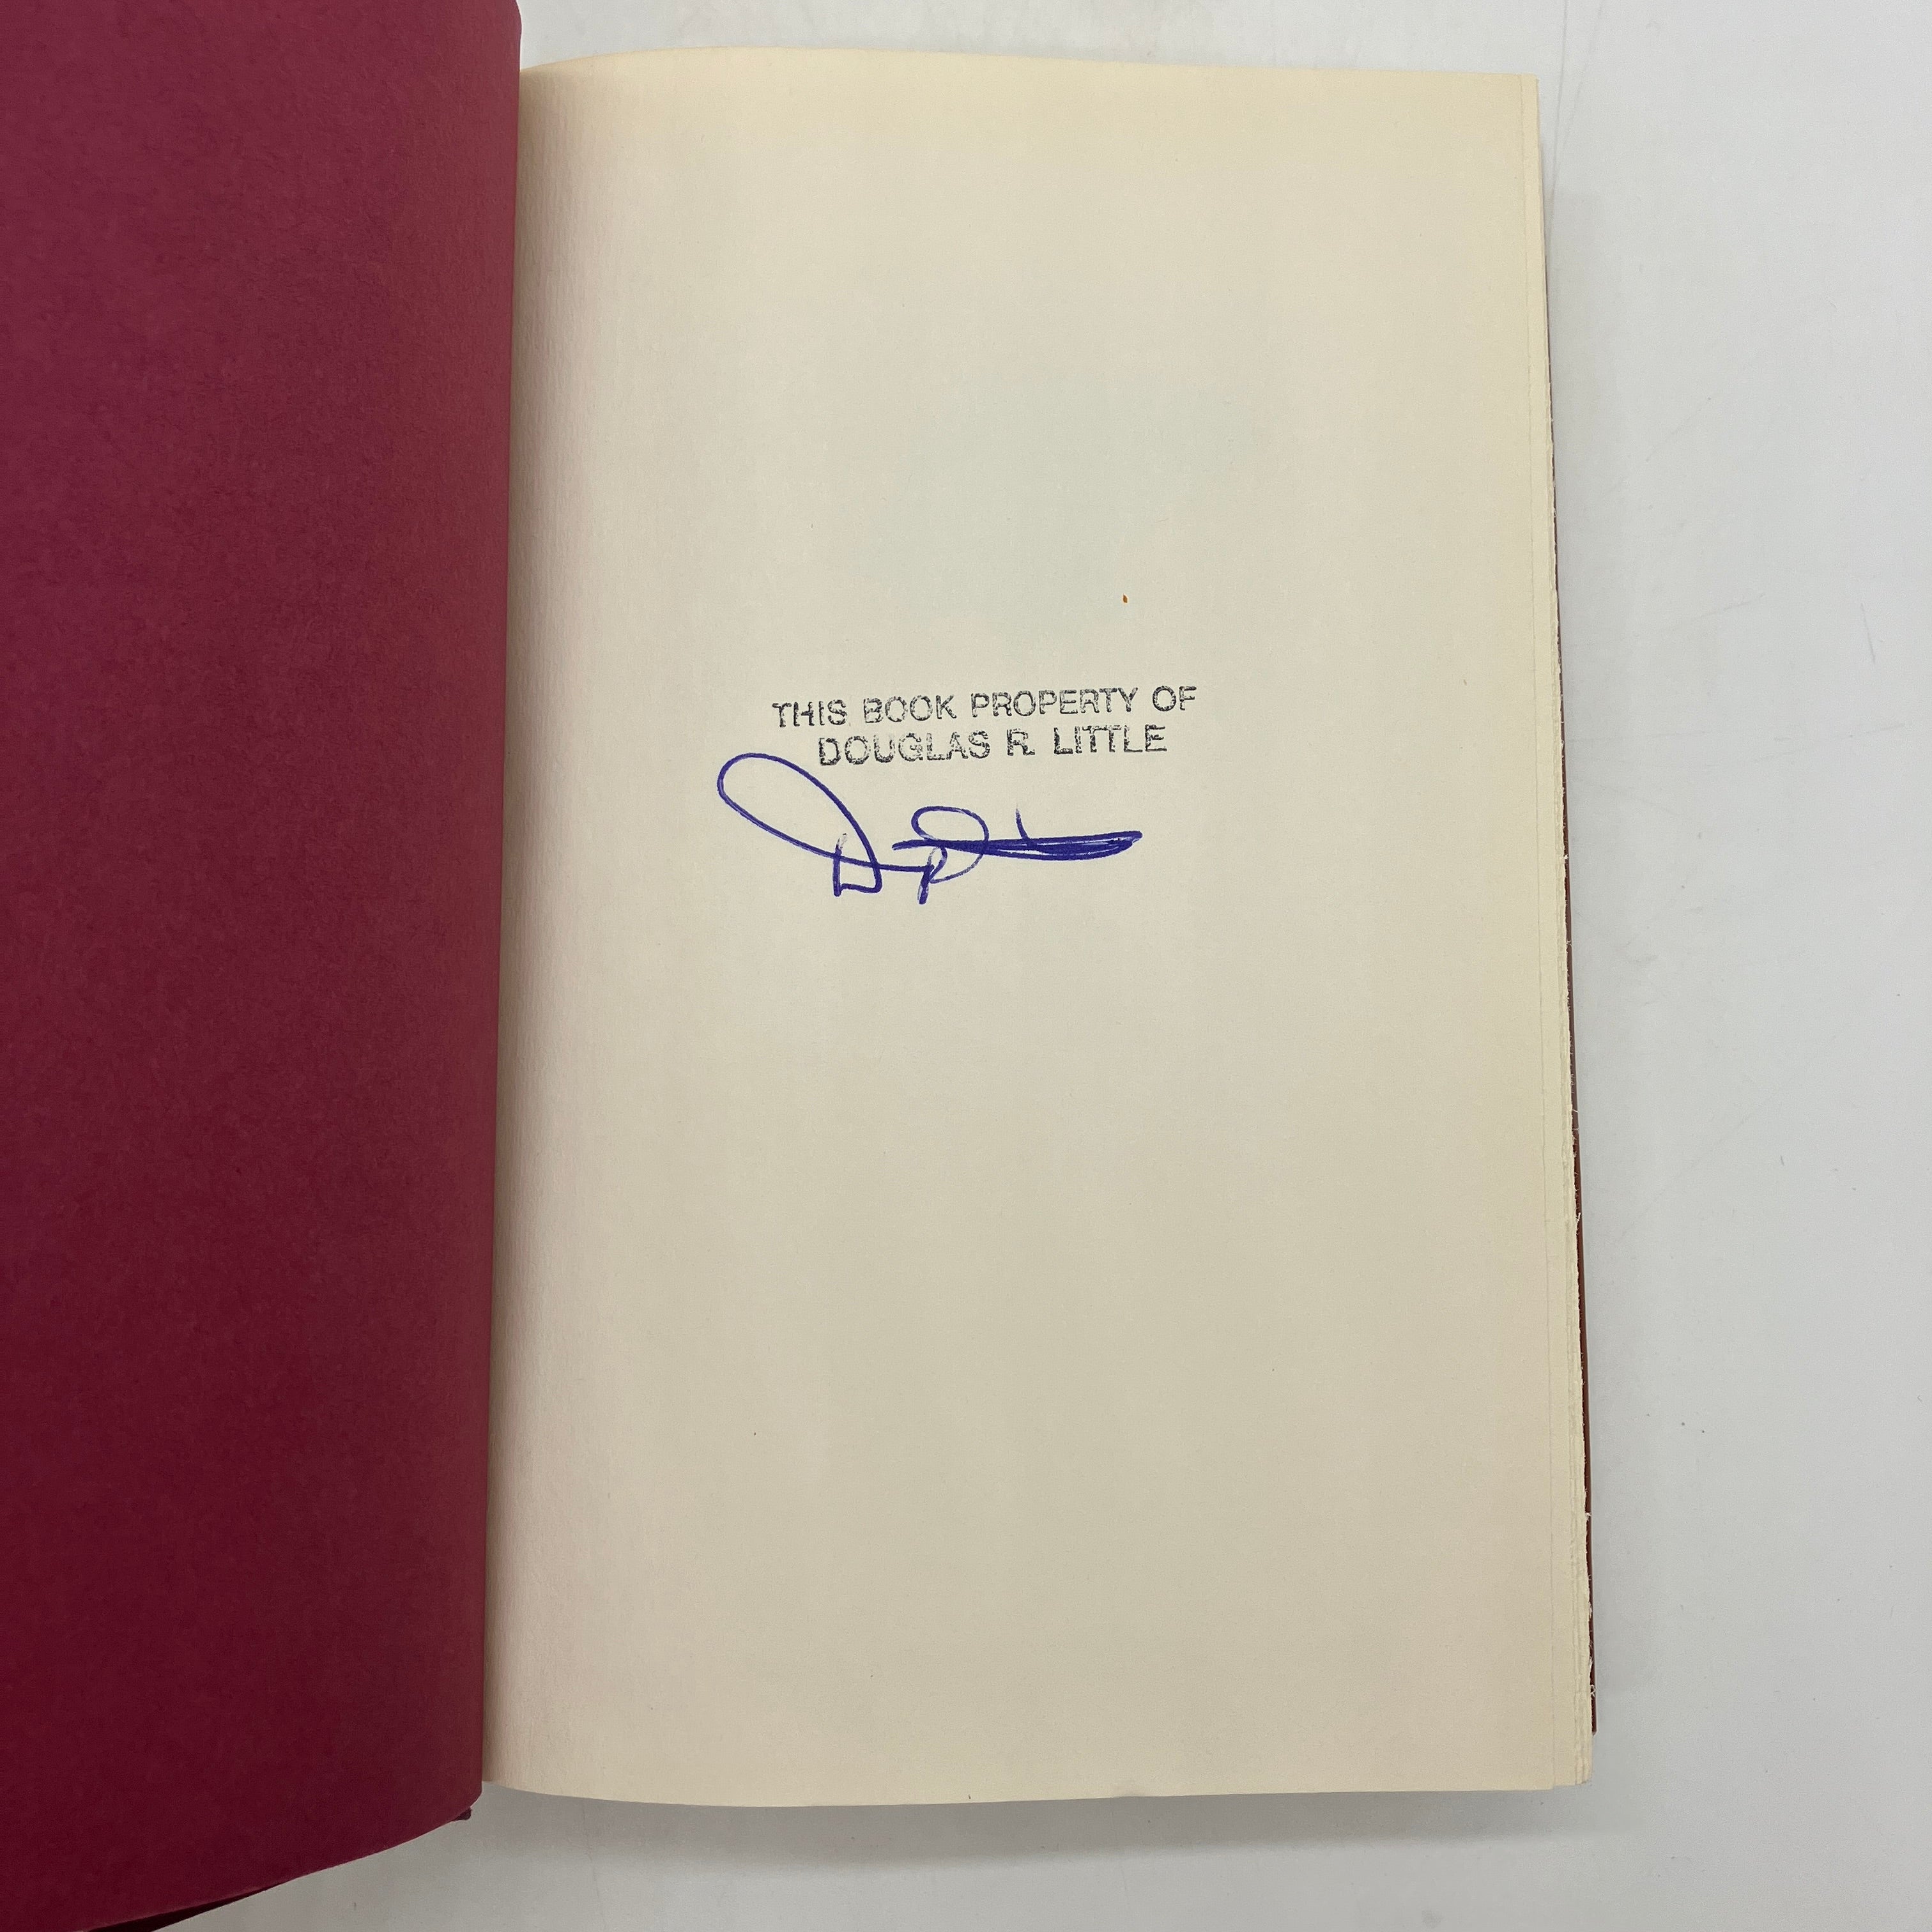 THIS BOOK PROPERTY OF
DOUGLAS R. LITTLE